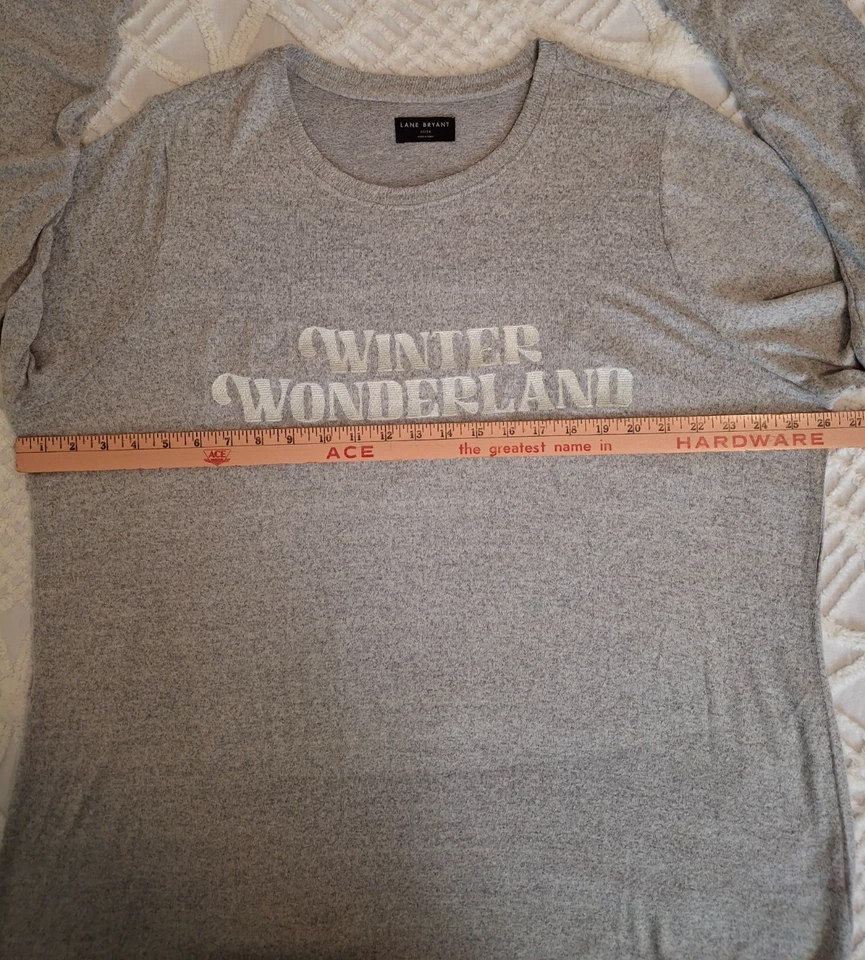 LANE BRYANT
WINTER
WONDERLAND
1 2 3 4 5 6 7 8 9 10 11 12 13 14 15 16 17 18 19 20 21 22 23 24 25 26 27
ACE ACE the greatest name in HARDWARE